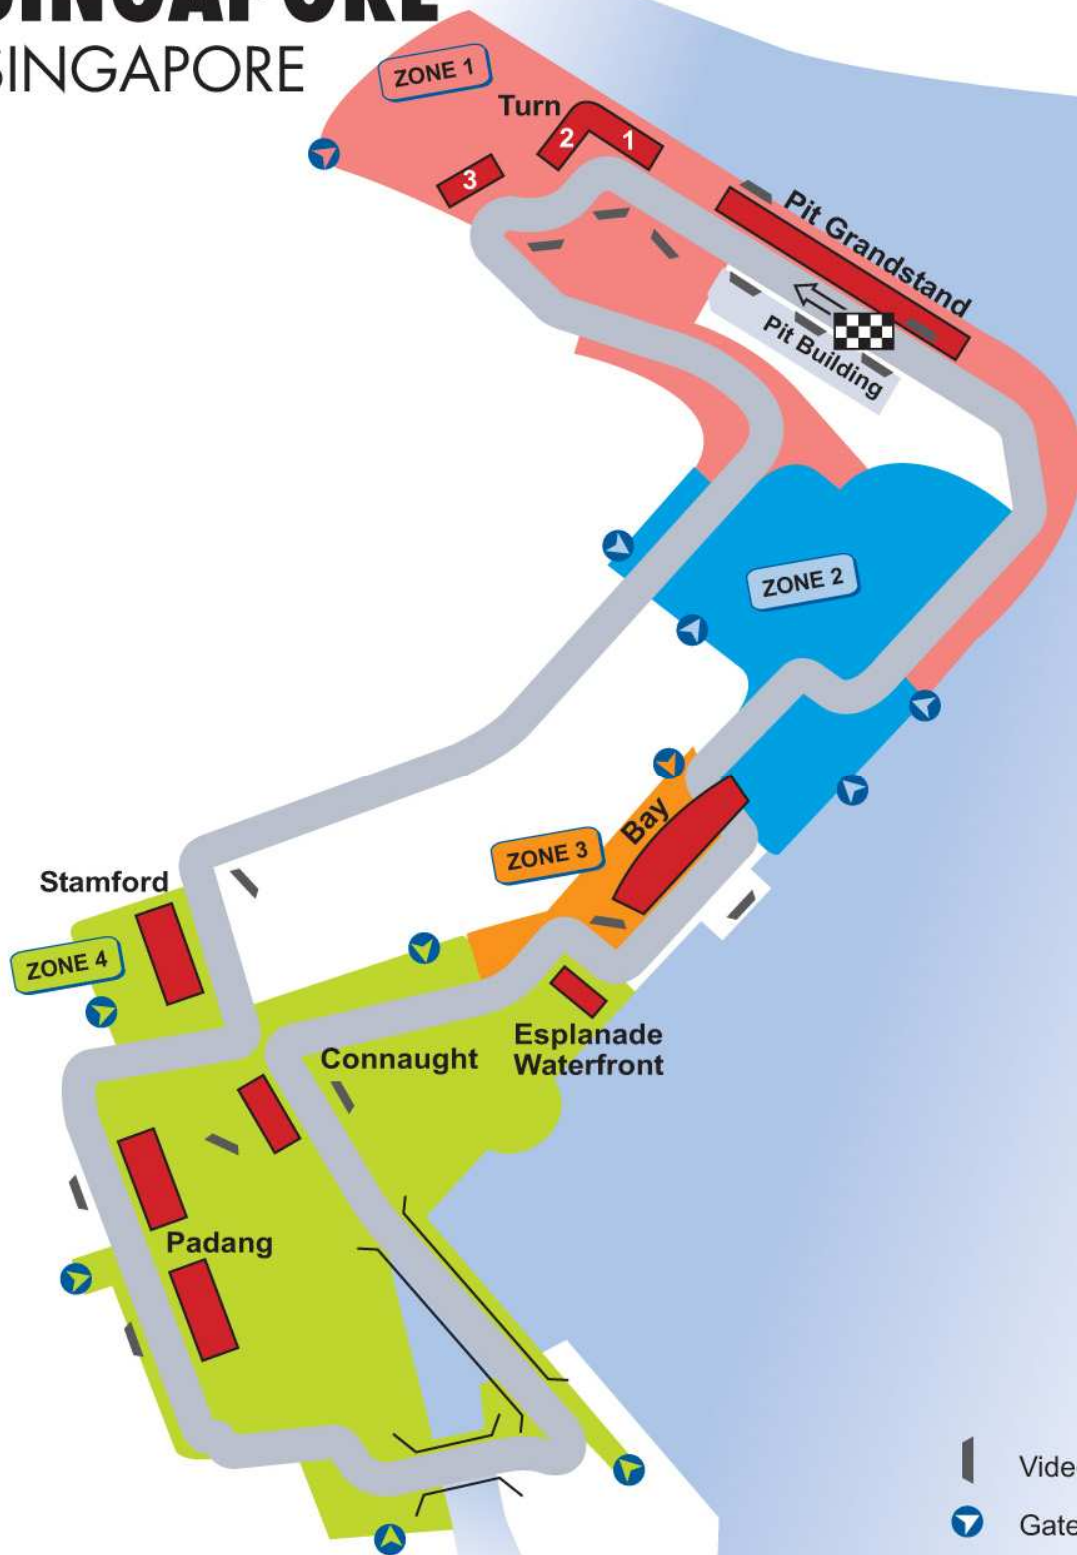 SINGAPORE
SINGAPORE
ZONE 1
Turn
2
1
3
Pit Grandstand
Pit Building
ZONE 2
Bay
ZONE 3
Stamford
ZONE 4
Connaught
Esplanade
Waterfront
Padang
Vide
Gate